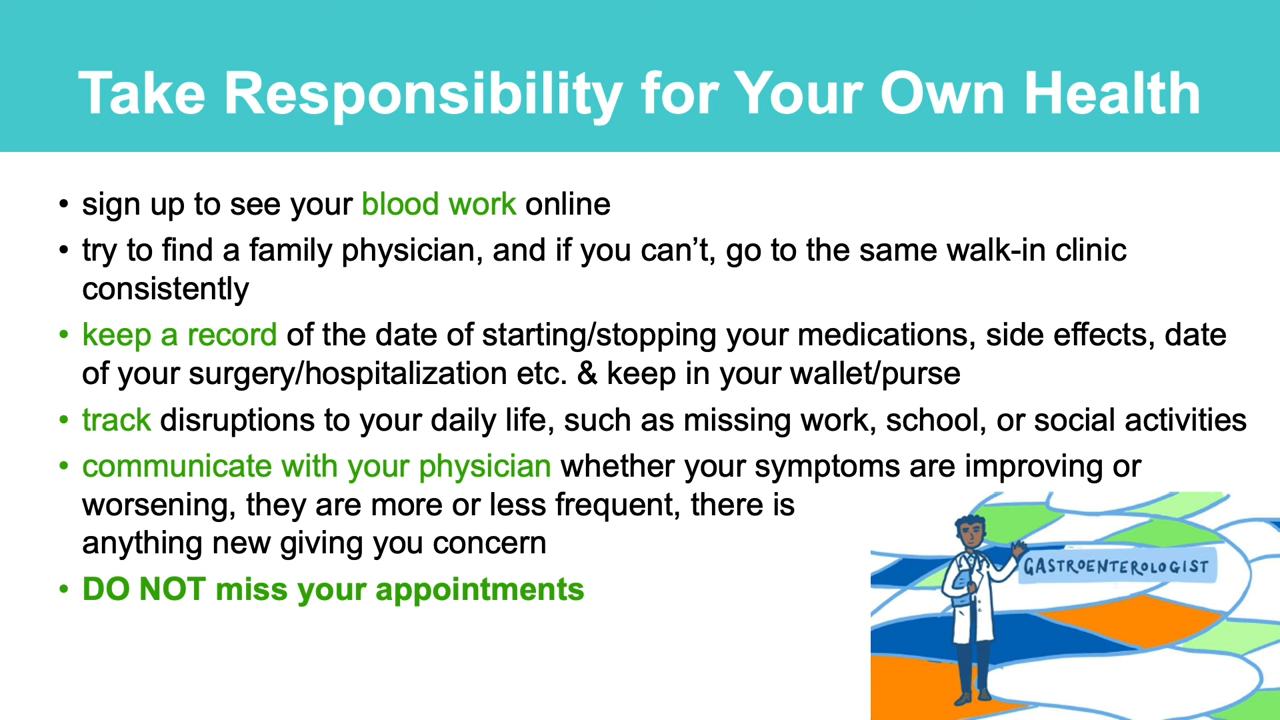 Take Responsibility for Your Own Health
• sign up to see your blood work online
• try to find a family physician, and if you can’t, go to the same walk-in clinic
consistently
• keep a record of the date of starting/stopping your medications, side effects, date
of your surgery/hospitalization etc. & keep in your wallet/purse
• track disruptions to your daily life, such as missing work, school, or social activities
• communicate with your physician whether your symptoms are improving or
worsening, they are more or less frequent, there is
anything new giving you concern
• DO NOT miss your appointments
GASTROENTEROLOGIST